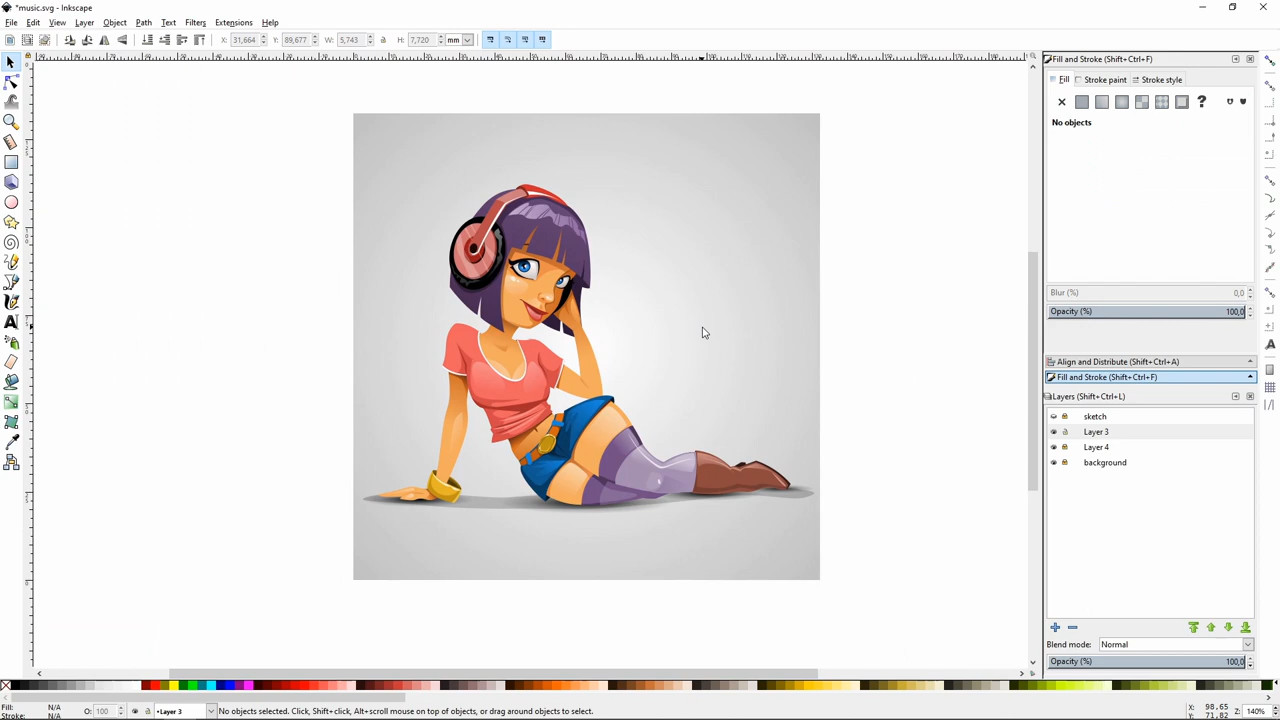 *music.svg - Inkscape
File Edit View Layer Object Path Text Filters Extensions Help
X: 31,664 Y: 89,677 W: 5,743 H: 7,720 mm
Fill and Stroke (Shift+Ctrl+F)
Fill Stroke paint Stroke style
No objects
Blur (%) 0,0
Opacity (%) 100,0
Align and Distribute (Shift+Ctrl+A)
Fill and Stroke (Shift+Ctrl+F)
Layers (Shift+Ctrl+L)
sketch
Layer 3
Layer 4
background
Blend mode: Normal
Opacity (%) 100,0
Fill: N/A
Stroke: N/A
O: 100
•Layer 3
No objects selected. Click, Shift+click, Alt+scroll mouse on top of objects, or drag around objects to select.
X: 98,65
Y: 71,82
Z: 140%